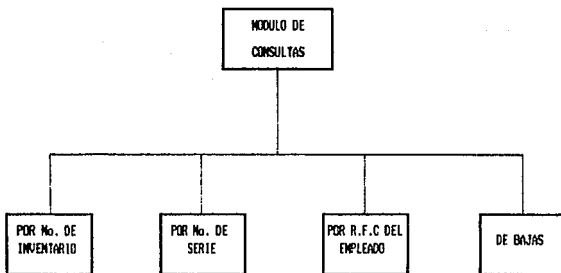 MODULO DE
CONSULTAS
POR No. DE
INVENTARIO
POR No. DE
SERIE
POR R.F.C DEL
EMPLEADO
DE BAJAS